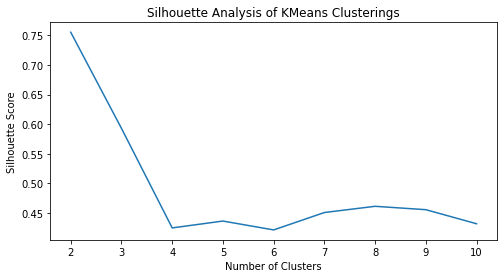 Silhouette Analysis of KMeans Clusterings
Silhouette Score
0.75
0.70
0.65
0.60
0.55
0.50
0.45
2 3 4 5 6 7 8 9 10
Number of Clusters